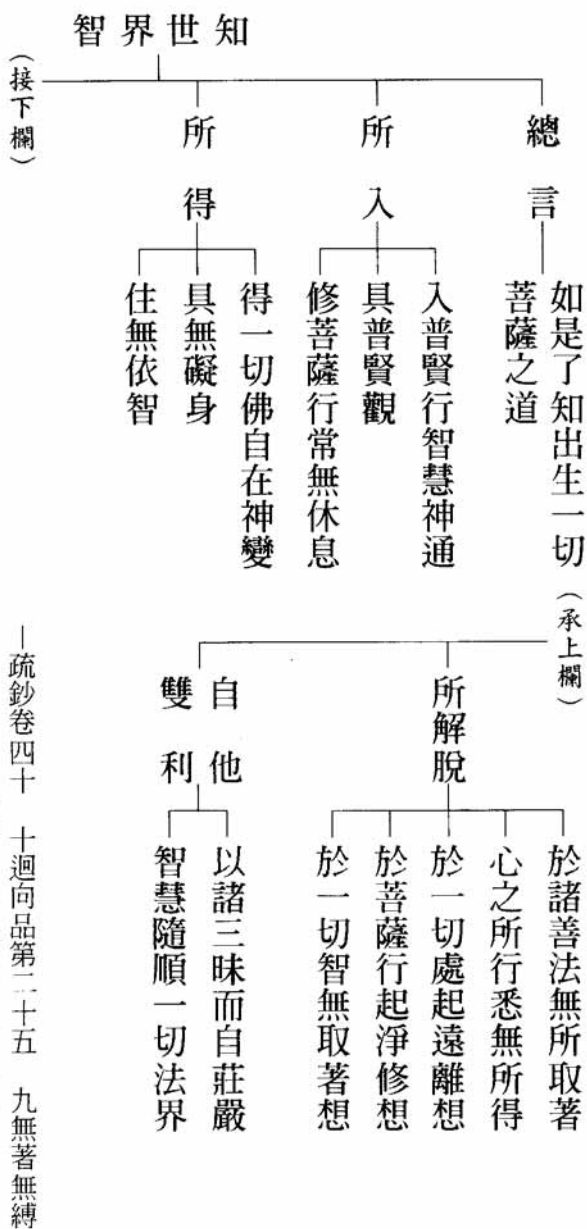 知世界智
總言
如是了知出生一切
菩薩之道
所入
入普賢行智慧神通
具普賢觀
修菩薩行常無休息
所得
得一切佛自在神變
具無礙身
住無依智
（接下欄）
（承上欄）
所解脫
於諸善法無所取著
心之所行悉無所得
於一切處起遠離想
於菩薩行起淨修想
於一切智無取著想
自他
雙利
以諸三昧而自莊嚴
智慧隨順一切法界
—疏鈔卷四十 十迴向品第二十五 九無著無縛